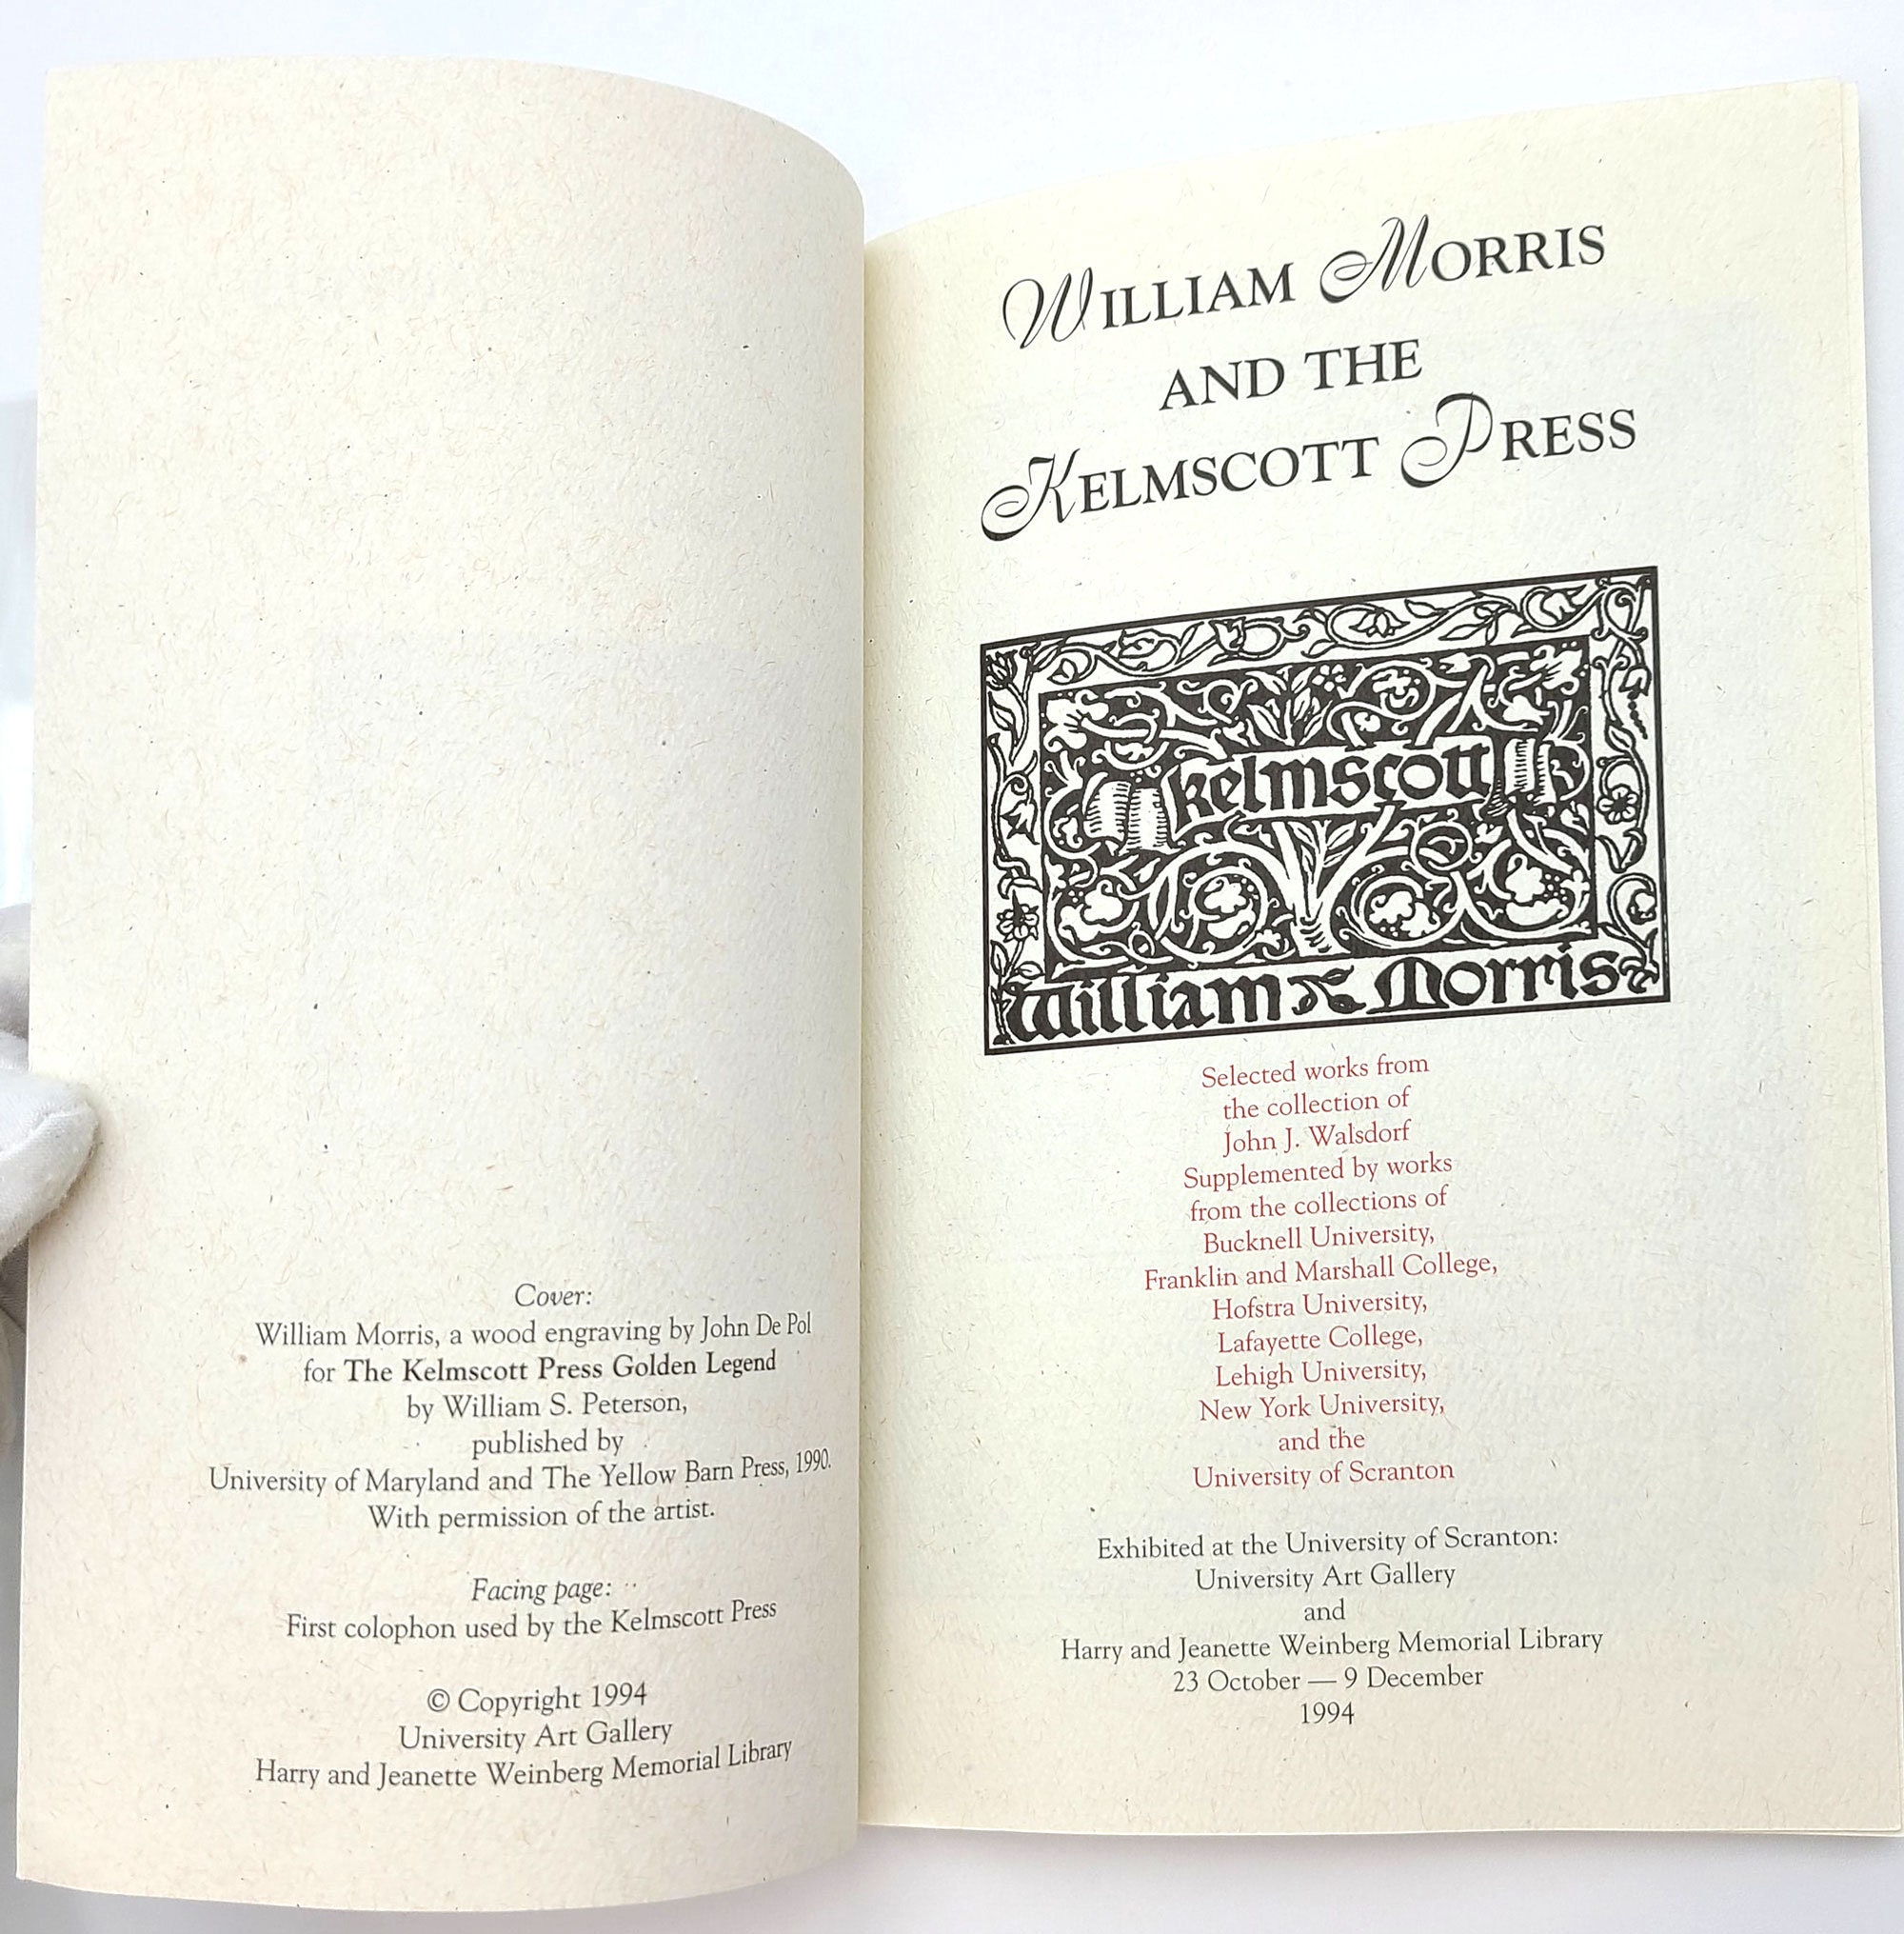 Cover:
William Morris, a wood engraving by John De Pol
for The Kelmscott Press Golden Legend
by William S. Peterson,
published by
University of Maryland and The Yellow Barn Press, 1990.
With permission of the artist.
Facing page:
First colophon used by the Kelmscott Press
© Copyright 1994
University Art Gallery
Harry and Jeanette Weinberg Memorial Library
WILLIAM MORRIS
AND THE
KELMSCOTT PRESS
kelmscott
William Morris
Selected works from
the collection of
John J. Walsdorf
Supplemented by works
from the collections of
Bucknell University,
Franklin and Marshall College,
Hofstra University,
Lafayette College,
Lehigh University,
New York University,
and the
University of Scranton
Exhibited at the University of Scranton:
University Art Gallery
and
Harry and Jeanette Weinberg Memorial Library
23 October — 9 December
1994